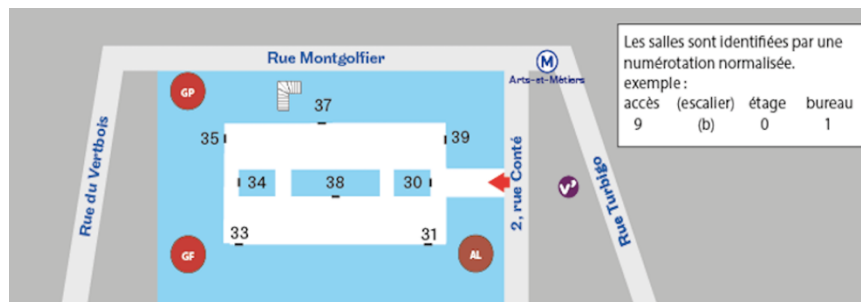 Rue Montgolfier
M
Arts-et-Métiers
Les salles sont identifiées par une
numérotation normalisée.
exemple :
accès (escalier) étage bureau
9 (b) 0 1
GP
37
35
39
34
38
30
33
31
GF
AL
Rue du Vertbois
2, rue Conté
V'
Rue Turbigo